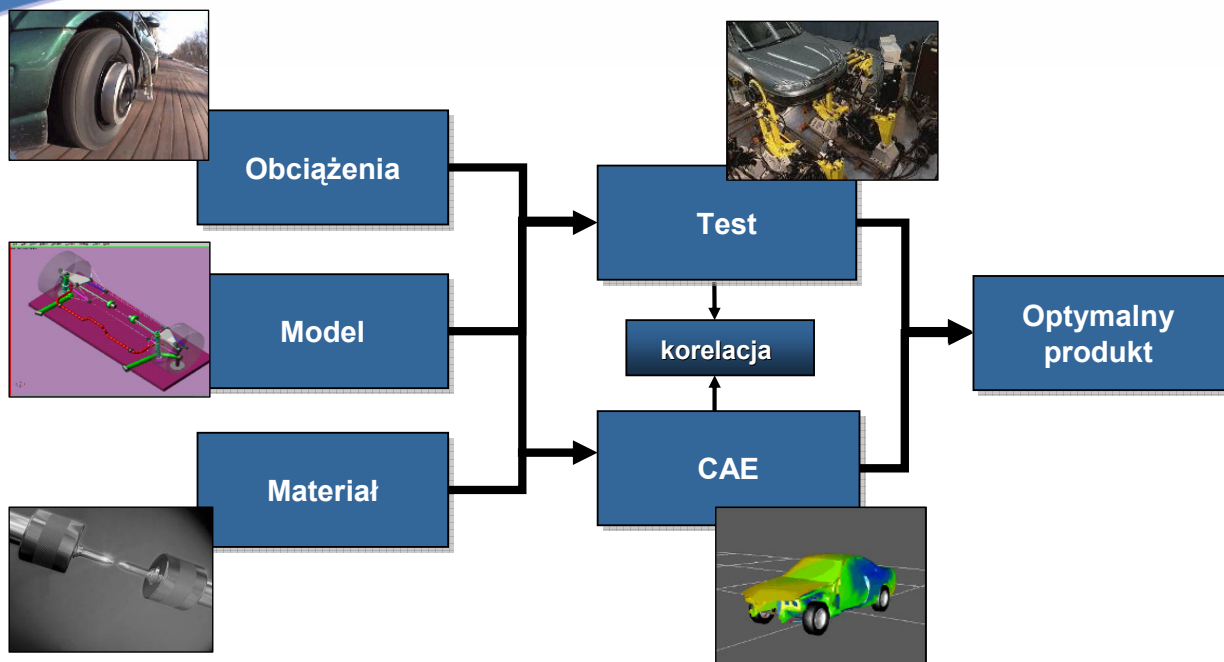 Obciążenia
Test
Model
korelacja
Optymalny
produkt
Materiał
CAE